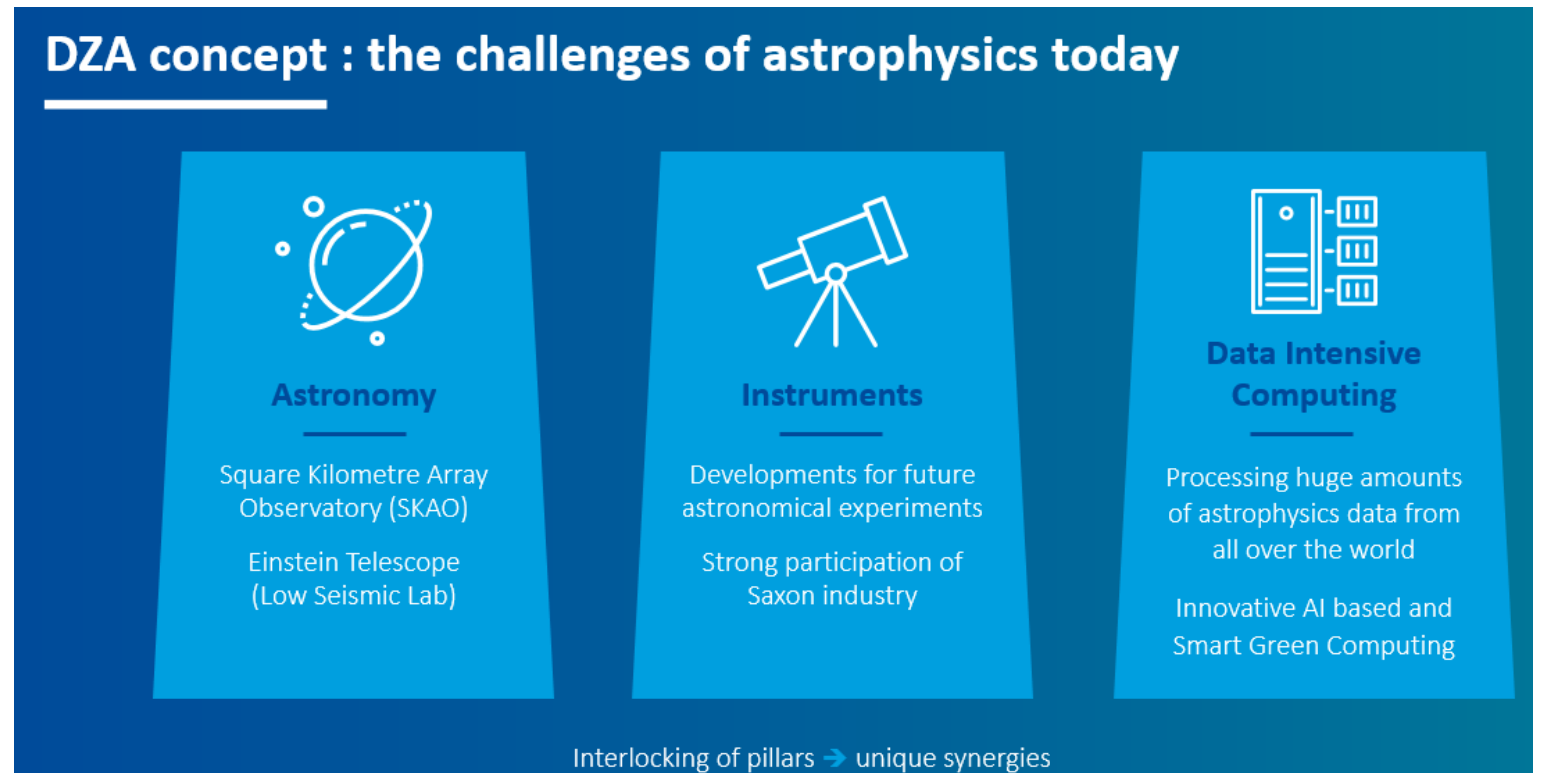 DZA concept : the challenges of astrophysics today
Astronomy
Square Kilometre Array
Observatory (SKAO)
Einstein Telescope
(Low Seismic Lab)
Instruments
Developments for future
astronomical experiments
Strong participation of
Saxon industry
Data Intensive
Computing
Processing huge amounts
of astrophysics data from
all over the world
Innovative AI based and
Smart Green Computing
Interlocking of pillars → unique synergies